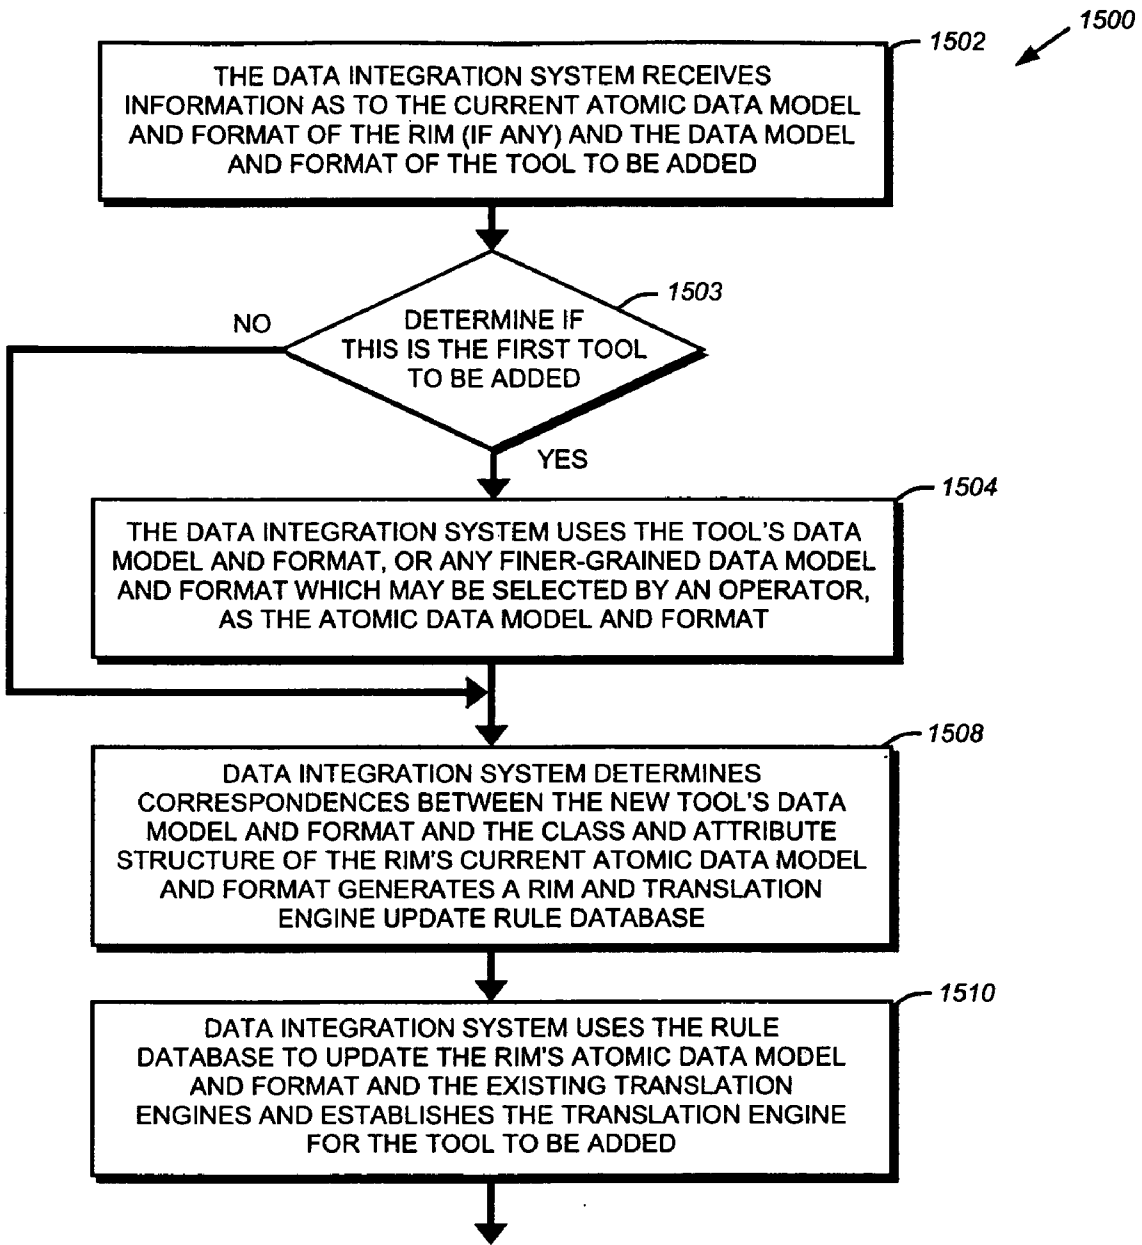 1500
1502
THE DATA INTEGRATION SYSTEM RECEIVES
INFORMATION AS TO THE CURRENT ATOMIC DATA MODEL
AND FORMAT OF THE RIM (IF ANY) AND THE DATA MODEL
AND FORMAT OF THE TOOL TO BE ADDED
1503
NO
DETERMINE IF
THIS IS THE FIRST TOOL
TO BE ADDED
YES
1504
THE DATA INTEGRATION SYSTEM USES THE TOOL'S DATA
MODEL AND FORMAT, OR ANY FINER-GRAINED DATA MODEL
AND FORMAT WHICH MAY BE SELECTED BY AN OPERATOR,
AS THE ATOMIC DATA MODEL AND FORMAT
1508
DATA INTEGRATION SYSTEM DETERMINES
CORRESPONDENCES BETWEEN THE NEW TOOL'S DATA
MODEL AND FORMAT AND THE CLASS AND ATTRIBUTE
STRUCTURE OF THE RIM'S CURRENT ATOMIC DATA MODEL
AND FORMAT GENERATES A RIM AND TRANSLATION
ENGINE UPDATE RULE DATABASE
1510
DATA INTEGRATION SYSTEM USES THE RULE
DATABASE TO UPDATE THE RIM'S ATOMIC DATA MODEL
AND FORMAT AND THE EXISTING TRANSLATION
ENGINES AND ESTABLISHES THE TRANSLATION ENGINE
FOR THE TOOL TO BE ADDED